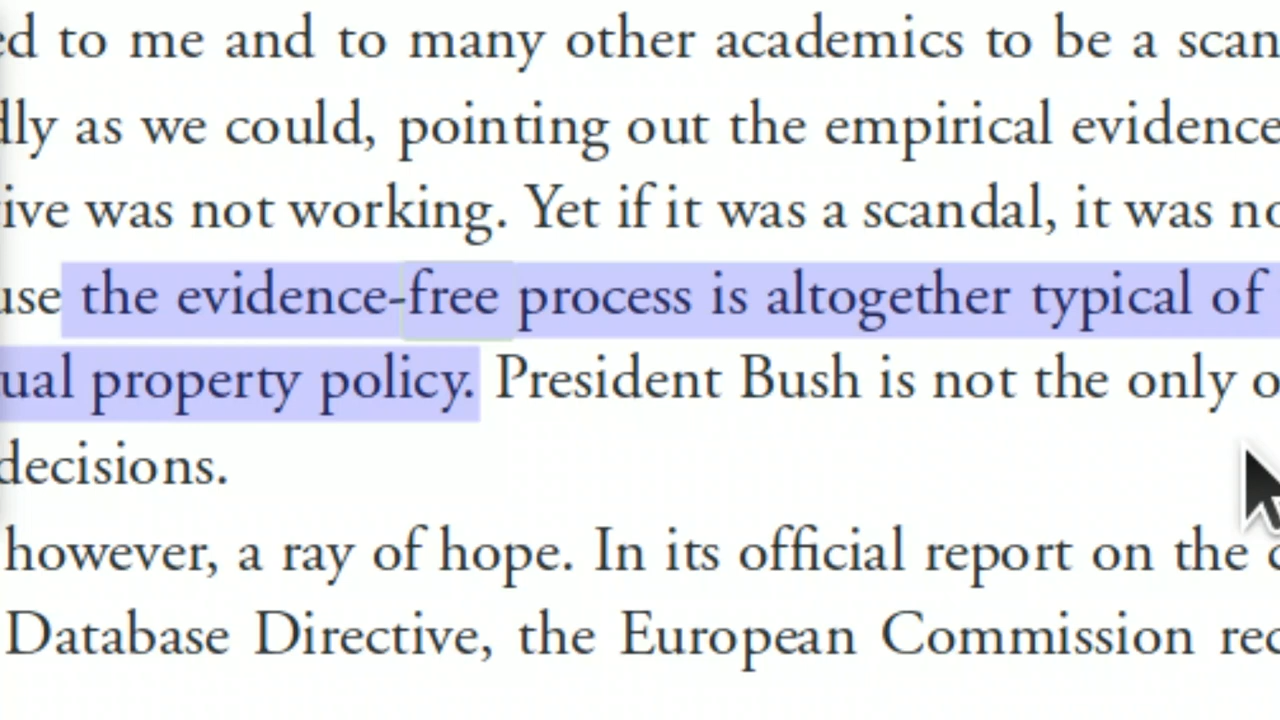 ed to me and to many other academics to be a scan
dly as we could, pointing out the empirical evidence
ive was not working. Yet if it was a scandal, it was no
use the evidence-free process is altogether typical of
ual property policy. President Bush is not the only o
decisions.
however, a ray of hope. In its official report on the
Database Directive, the European Commission rec